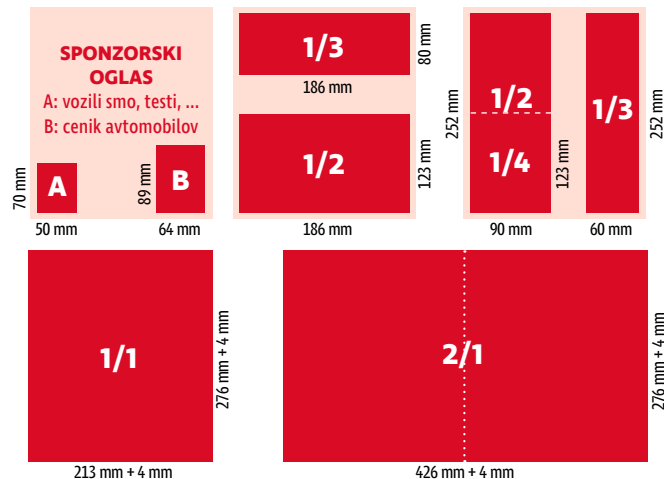 SPONZORSKI
OGLAS
A: vozili smo, testi, ...
B: cenik avtomobilov
70 mm
A
89 mm
B
50 mm
64 mm
1/3
80 mm
186 mm
1/2
123 mm
186 mm
252 mm
1/2
1/4
123 mm
1/3
252 mm
90 mm
60 mm
1/1
276 mm + 4 mm
213 mm + 4 mm
2/1
276 mm + 4 mm
426 mm + 4 mm